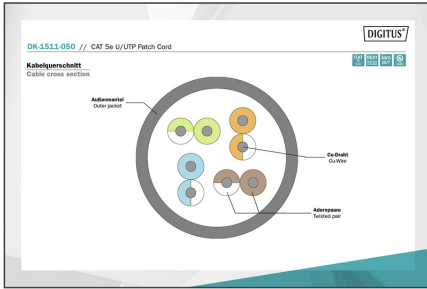 DIGITUS®
DK-1511-050 // CAT 5e U/UTP Patch Cord
Kabelquerschnitt
Cable cross section
Außenmantel
Outer jacket
Cu-Draht
Cu-Wire
Aderspaare
Twisted pair